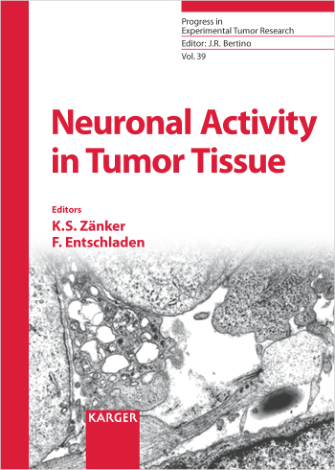 Progress in
Experimental Tumor Research
Editor: J.R. Bertino
Vol. 39
Neuronal Activity
in Tumor Tissue
Editors
K.S. Zänker
F. Entschladen
KARGER